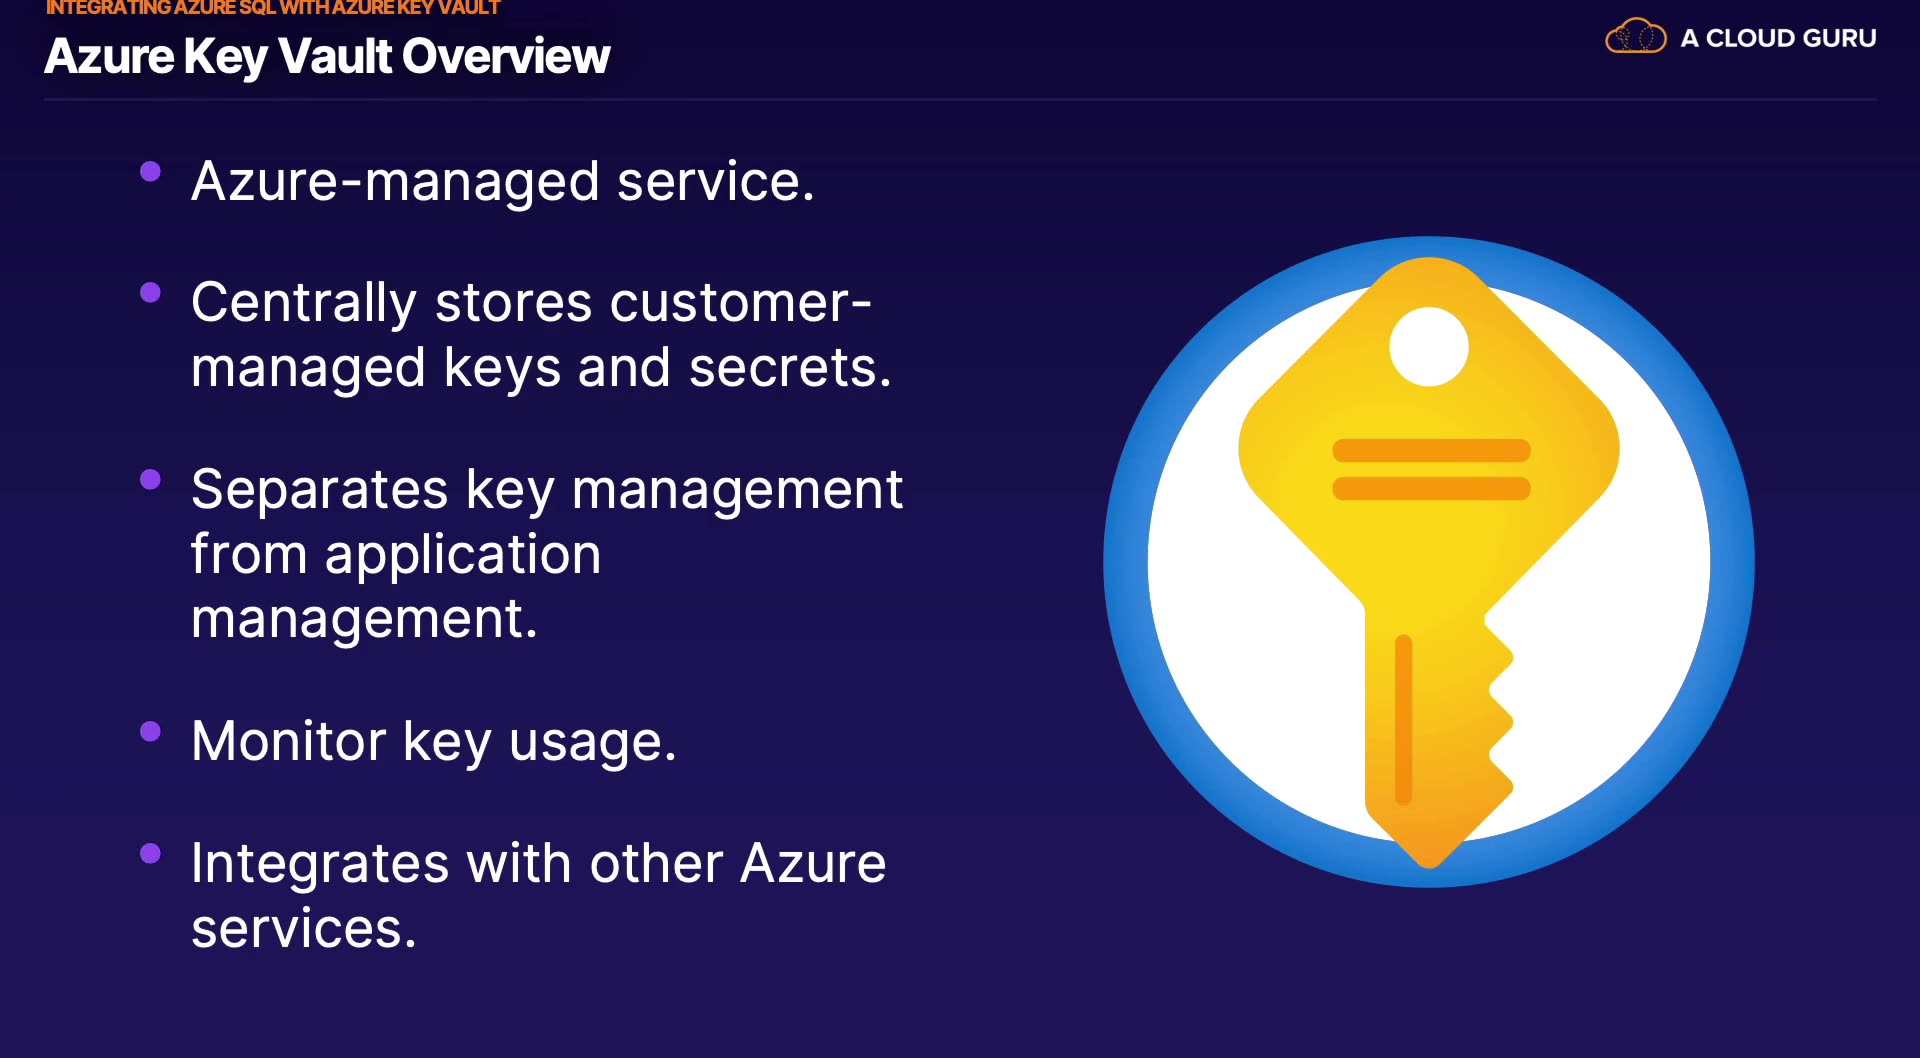 INTEGRATING AZURE SQL WITH AZURE KEY VAULT
Azure Key Vault Overview
A CLOUD GURU
Azure-managed service.
Centrally stores customer-
managed keys and secrets.
Separates key management
from application
management.
Monitor key usage.
Integrates with other Azure
services.